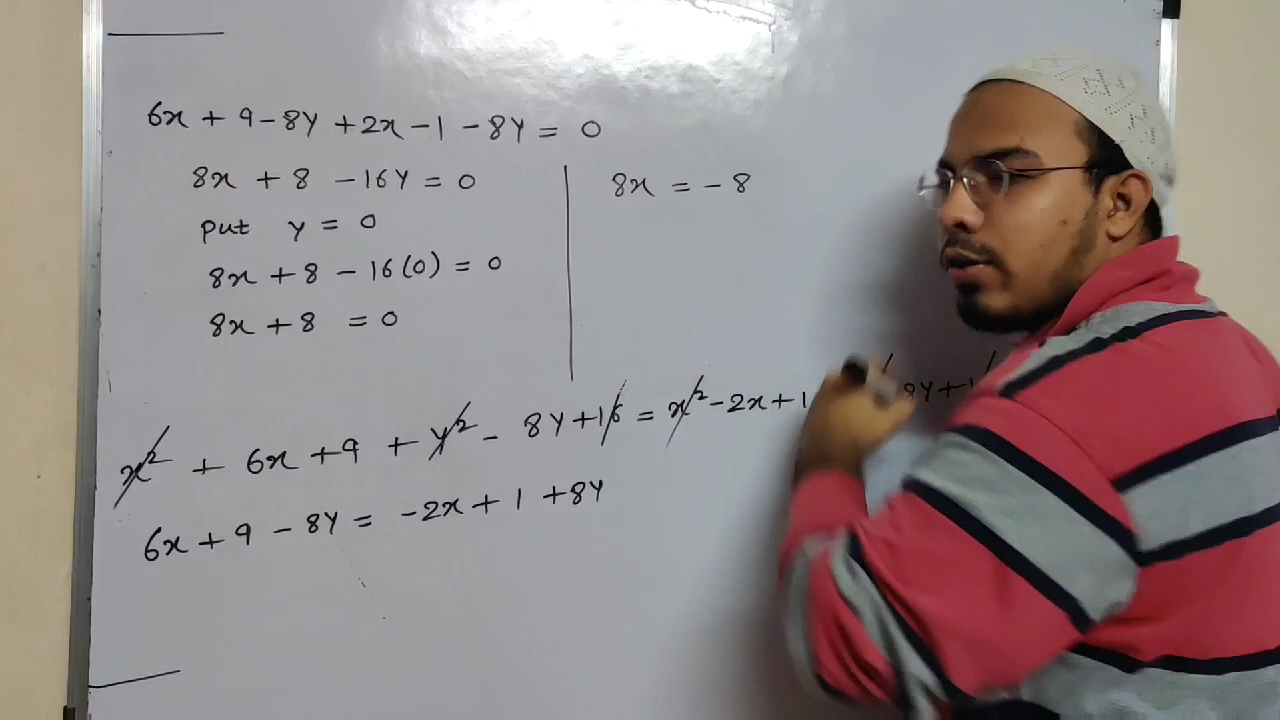 6x + 9 - 8y + 2x - 1 - 8y = 0
8x + 8 - 16y = 0
put y = 0
8x + 8 - 16(0) = 0
8x + 8 = 0
8x = - 8
x² + 6x + 9 + y² - 8y + 16 = x² - 2x + 1 8y + 1
6x + 9 - 8y = -2x + 1 + 8y